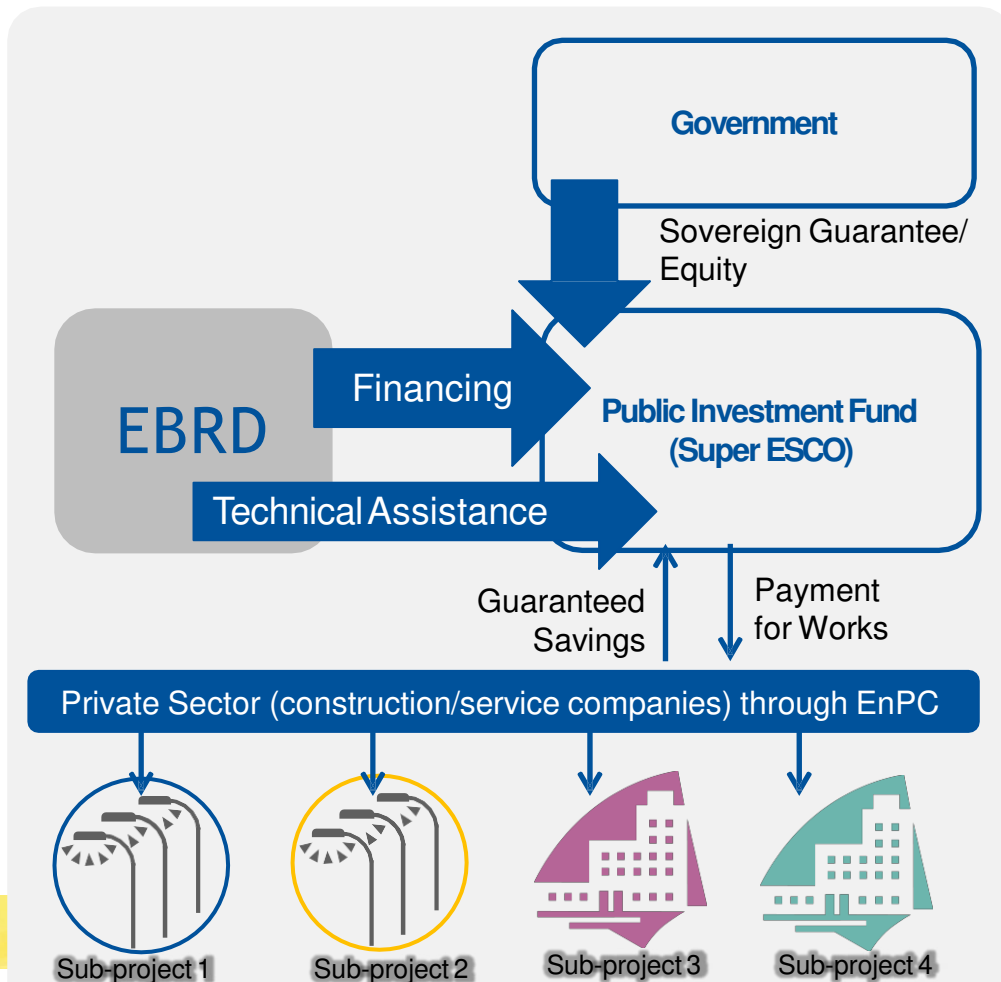 Government
Sovereign Guarantee/
Equity
EBRD
Financing
Public Investment Fund
(Super ESCO)
Technical Assistance
Guaranteed
Savings
Payment
for Works
Private Sector (construction/service companies) through EnPC
Sub-project 1
Sub-project 2
Sub-project 3
Sub-project 4